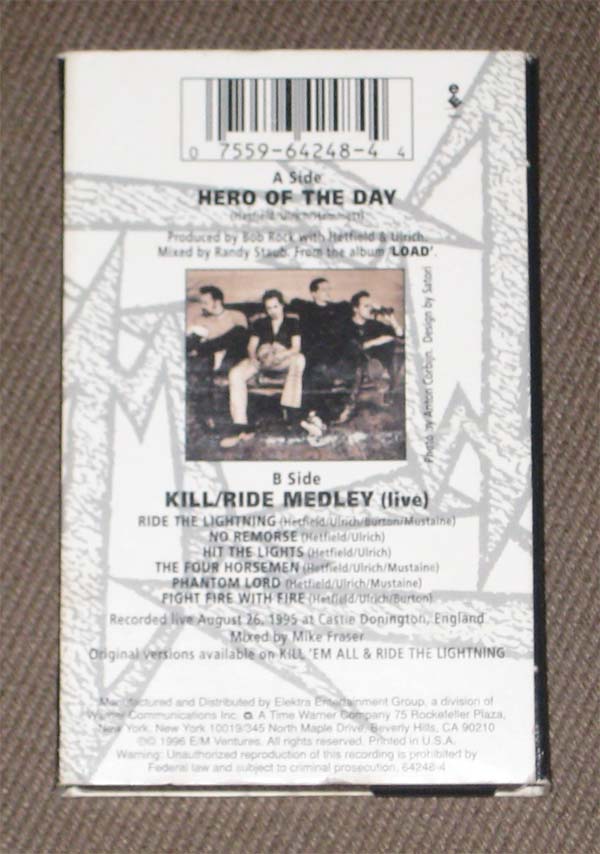 0 7559-64248-4 4
A Side
HERO OF THE DAY
(Hetfield/Ulrich/Hammett)
Produced by Bob Rock with Hetfield & Ulrich.
Mixed by Randy Staub. From the album 'LOAD'.
Photo by Anton Corbijn. Design by Satori
B Side
KILL/RIDE MEDLEY (live)
RIDE THE LIGHTNING (Hetfield/Ulrich/Burton/Mustaine)
NO REMORSE (Hetfield/Ulrich)
HIT THE LIGHTS (Hetfield/Ulrich)
THE FOUR HORSEMEN (Hetfield/Ulrich/Mustaine)
PHANTOM LORD (Hetfield/Ulrich/Mustaine)
FIGHT FIRE WITH FIRE (Hetfield/Ulrich/Burton)
Recorded live August 26, 1995 at Castle Donington, England
Mixed by Mike Fraser
Original versions available on KILL 'EM ALL & RIDE THE LIGHTNING
Manufactured and Distributed by Elektra Entertainment Group, a division of
Warner Communications Inc. A Time Warner Company 75 Rockefeller Plaza,
New York, New York 10019/345 North Maple Drive, Beverly Hills, CA 90210
℗© 1996 E/M Ventures. All rights reserved. Printed in U.S.A.
Warning: Unauthorized reproduction of this recording is prohibited by
Federal law and subject to criminal prosecution. 64248-4